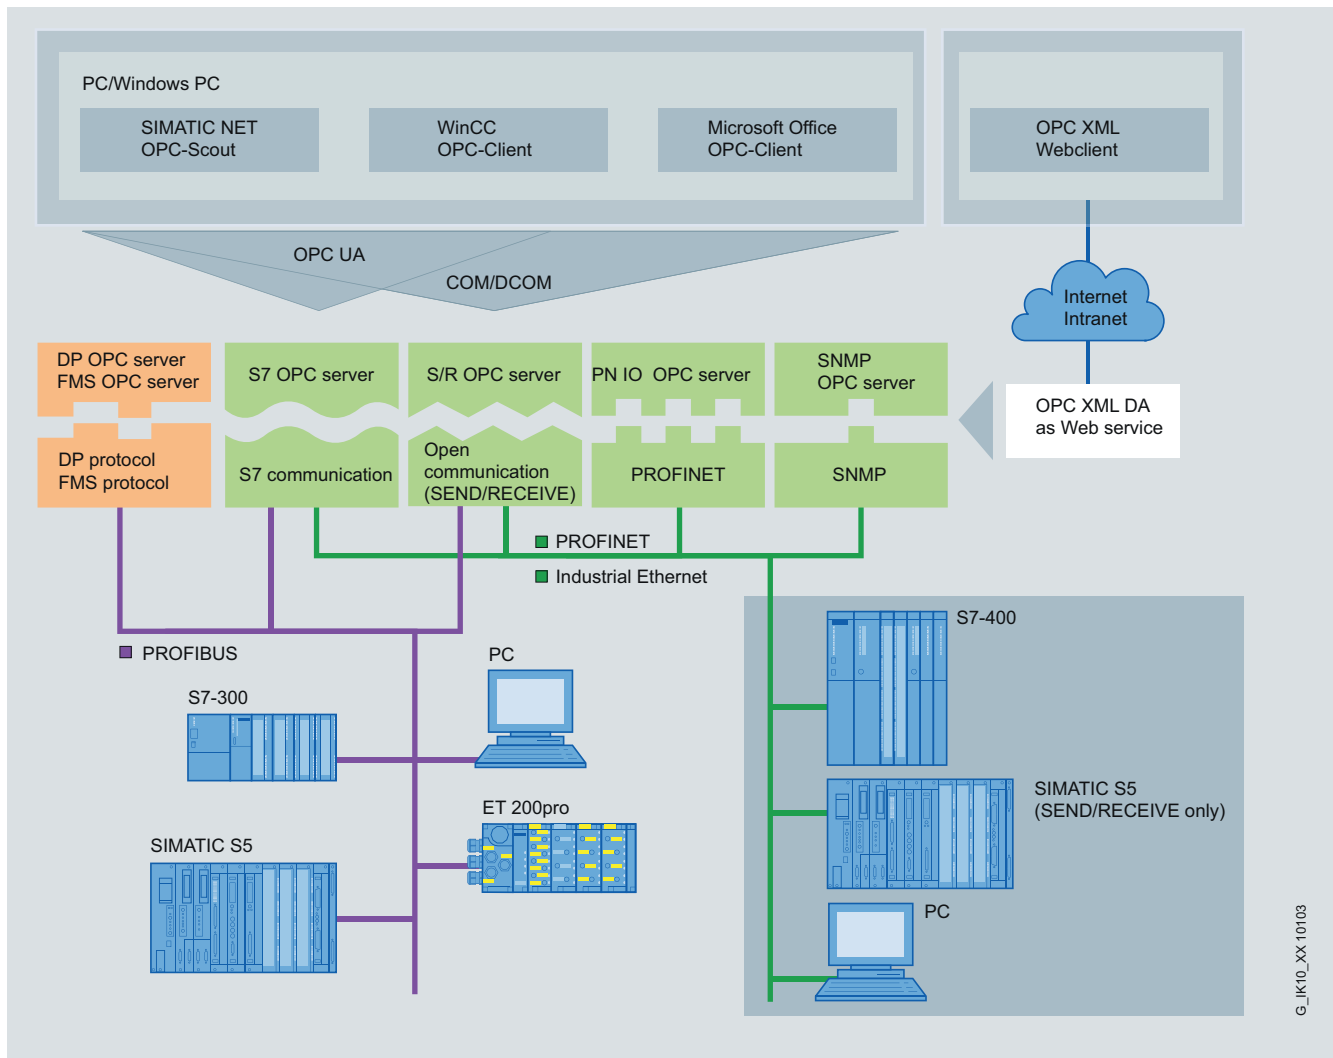 PC/Windows PC
SIMATIC NET
OPC-Scout
WinCC
OPC-Client
Microsoft Office
OPC-Client
OPC XML
Webclient
OPC UA
COM/DCOM
Internet
Intranet
DP OPC server
FMS OPC server
S7 OPC server
S/R OPC server
PN IO OPC server
SNMP
OPC server
OPC XML DA
as Web service
DP protocol
FMS protocol
S7 communication
Open
communication
(SEND/RECEIVE)
PROFINET
SNMP
PROFINET
Industrial Ethernet
PROFIBUS
S7-400
PC
S7-300
SIMATIC S5
(SEND/RECEIVE only)
ET 200pro
SIMATIC S5
PC
G_IK10_XX 10103